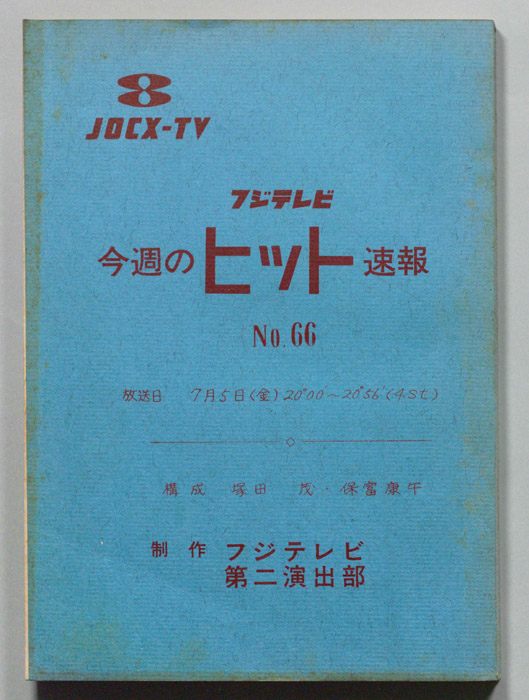 JOCX-TV
フジテレビ
今週のヒット速報
No. 66
放送日 7月5日(金)20°00'~20°56'(4.St)
構成 塚田 茂・保富康午
制作 フジテレビ
第二演出部